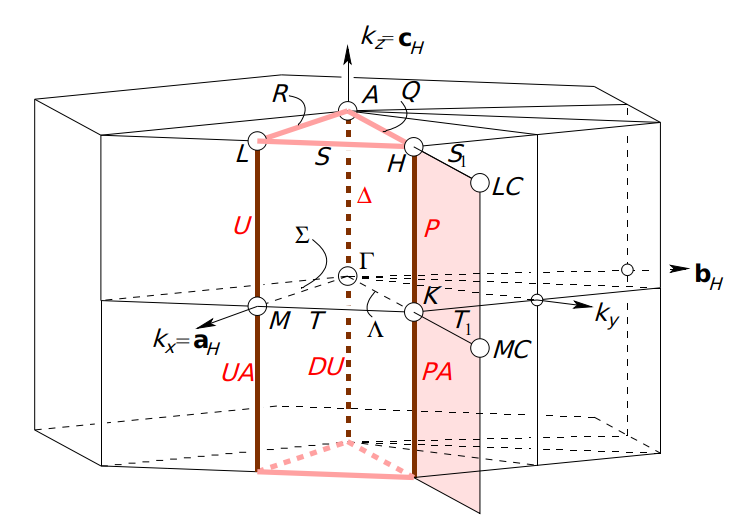 k_z= c_H
R
A
Q
L
S
H
S_1
LC
Δ
U
P
Σ
Γ
b_H
K
M
T
Λ
T_1
k_y
k_x= a_H
MC
UA
DU
PA